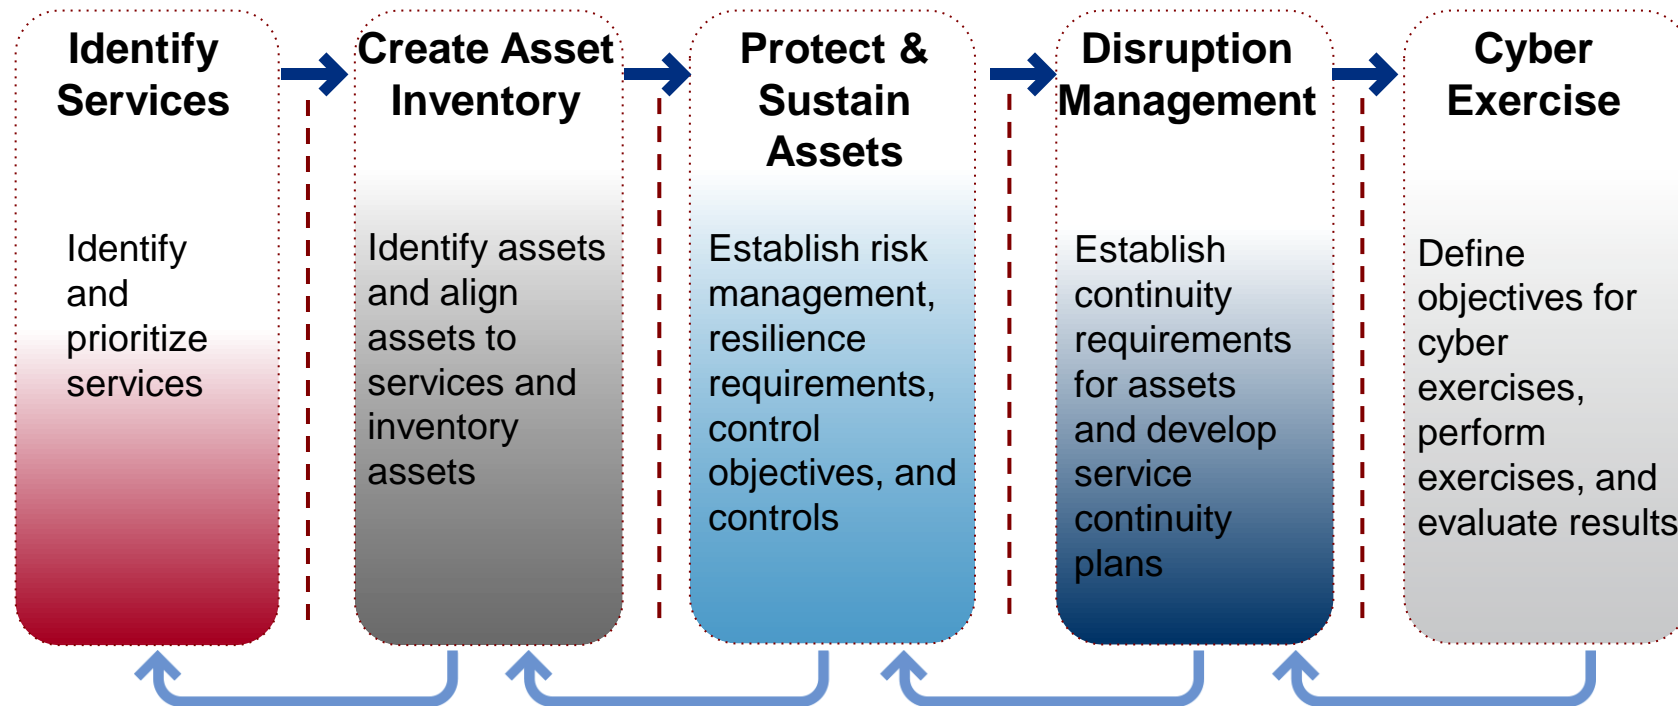 Identify
Services
Identify
and
prioritize
services
Create Asset
Inventory
Identify assets
and align
assets to
services and
inventory
assets
Protect &
Sustain
Assets
Establish risk
management,
resilience
requirements,
control
objectives, and
controls
Disruption
Management
Establish
continuity
requirements
for assets
and develop
service
continuity
plans
Cyber
Exercise
Define
objectives for
cyber
exercises,
perform
exercises, and
evaluate results